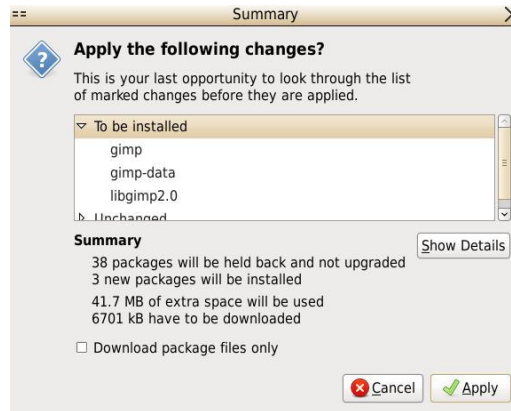 Summary
Apply the following changes?
This is your last opportunity to look through the list
of marked changes before they are applied.
To be installed
gimp
gimp-data
libgimp2.0
Unchanged
Summary
Show Details
38 packages will be held back and not upgraded
3 new packages will be installed
41.7 MB of extra space will be used
6701 kB have to be downloaded
Download package files only
Cancel
Apply